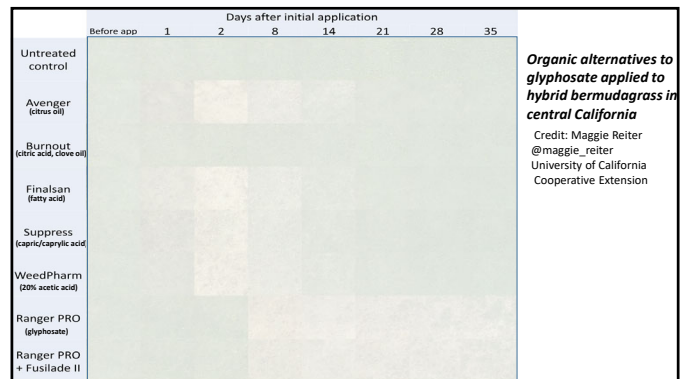 Days after initial application
Before app 1 2 8 14 21 28 35
Untreated
control
Avenger
(citrus oil)
Burnout
(citric acid, clove oil)
Finalsan
(fatty acid)
Suppress
(capric/caprylic acid)
WeedPharm
(20% acetic acid)
Ranger PRO
(glyphosate)
Ranger PRO
+ Fusilade II
Organic alternatives to
glyphosate applied to
hybrid bermudagrass in
central California
Credit: Maggie Reiter
@maggie_reiter
University of California
Cooperative Extension